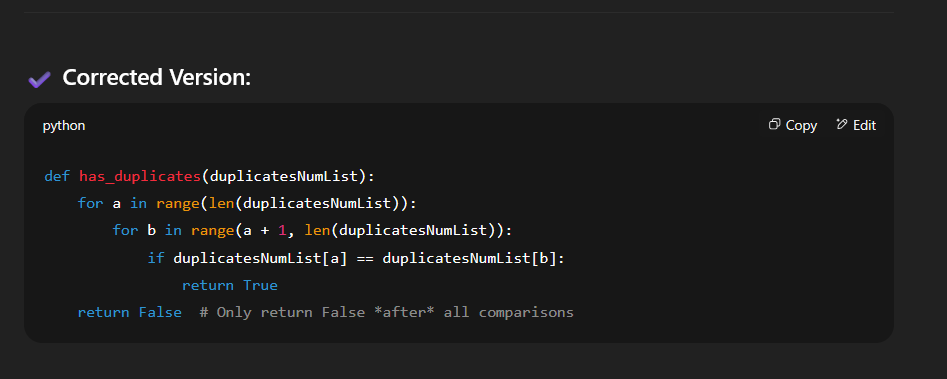 Corrected Version:
python
Copy
Edit
def has_duplicates(duplicatesNumList):
    for a in range(len(duplicatesNumList)):
        for b in range(a + 1, len(duplicatesNumList)):
            if duplicatesNumList[a] == duplicatesNumList[b]:
                return True
    return False  # Only return False *after* all comparisons